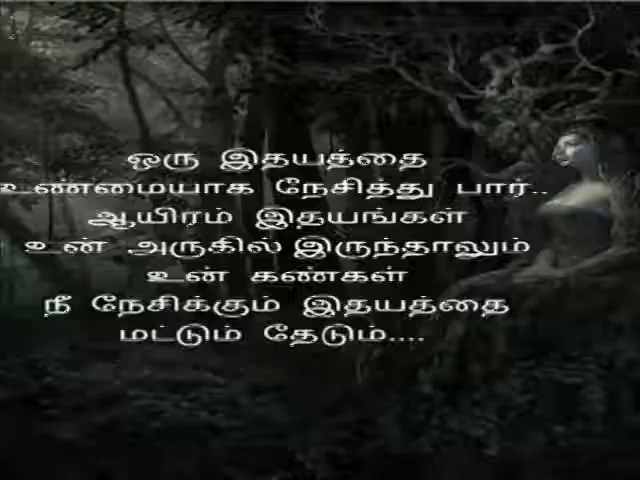 ஒரு இதயத்தை
உண்மையாக நேசித்து பார்..
ஆயிரம் இதயங்கள்
உன் அருகில் இருந்தாலும்
உன் கண்கள்
நீ நேசிக்கும் இதயத்தை
மட்டும் தேடும்....